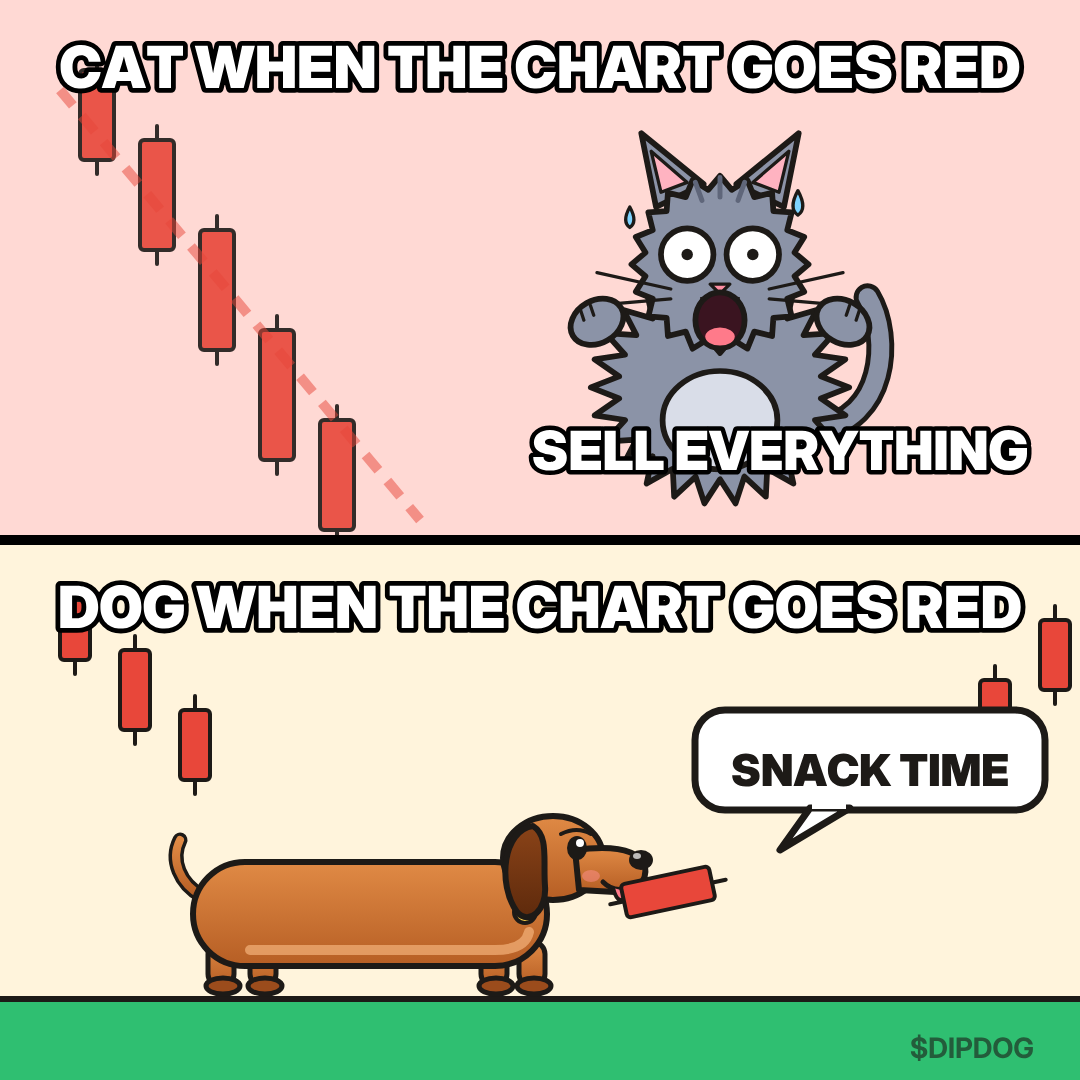 CAT WHEN THE CHART GOES RED
SELL EVERYTHING
DOG WHEN THE CHART GOES RED
SNACK TIME
$DIPDOG